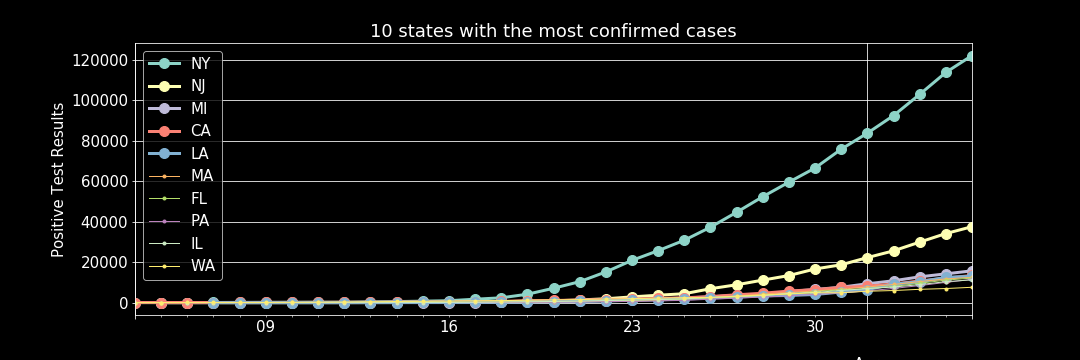 10 states with the most confirmed cases
Positive Test Results
120000
100000
80000
60000
40000
20000
0
NY
NJ
MI
CA
LA
MA
FL
PA
IL
WA
09
16
23
30